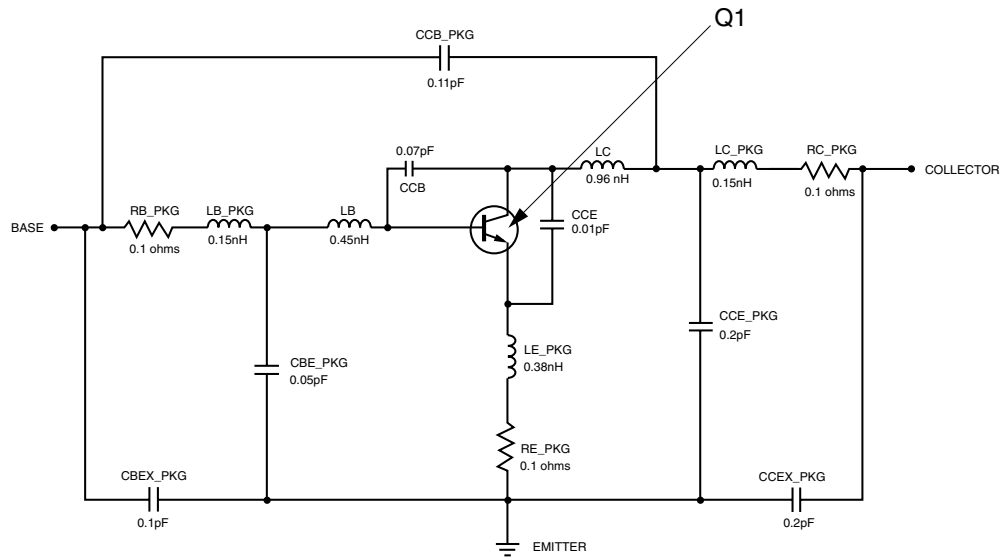 Q1
CCB_PKG
0.11pF
0.07pF
CCB
LC
0.96 nH
LC_PKG
0.15nH
RC_PKG
0.1 ohms
COLLECTOR
BASE
RB_PKG
0.1 ohms
LB_PKG
0.15nH
LB
0.45nH
CCE
0.01pF
CBE_PKG
0.05pF
LE_PKG
0.38nH
CCE_PKG
0.2pF
RE_PKG
0.1 ohms
CBEX_PKG
0.1pF
CCEX_PKG
0.2pF
EMITTER